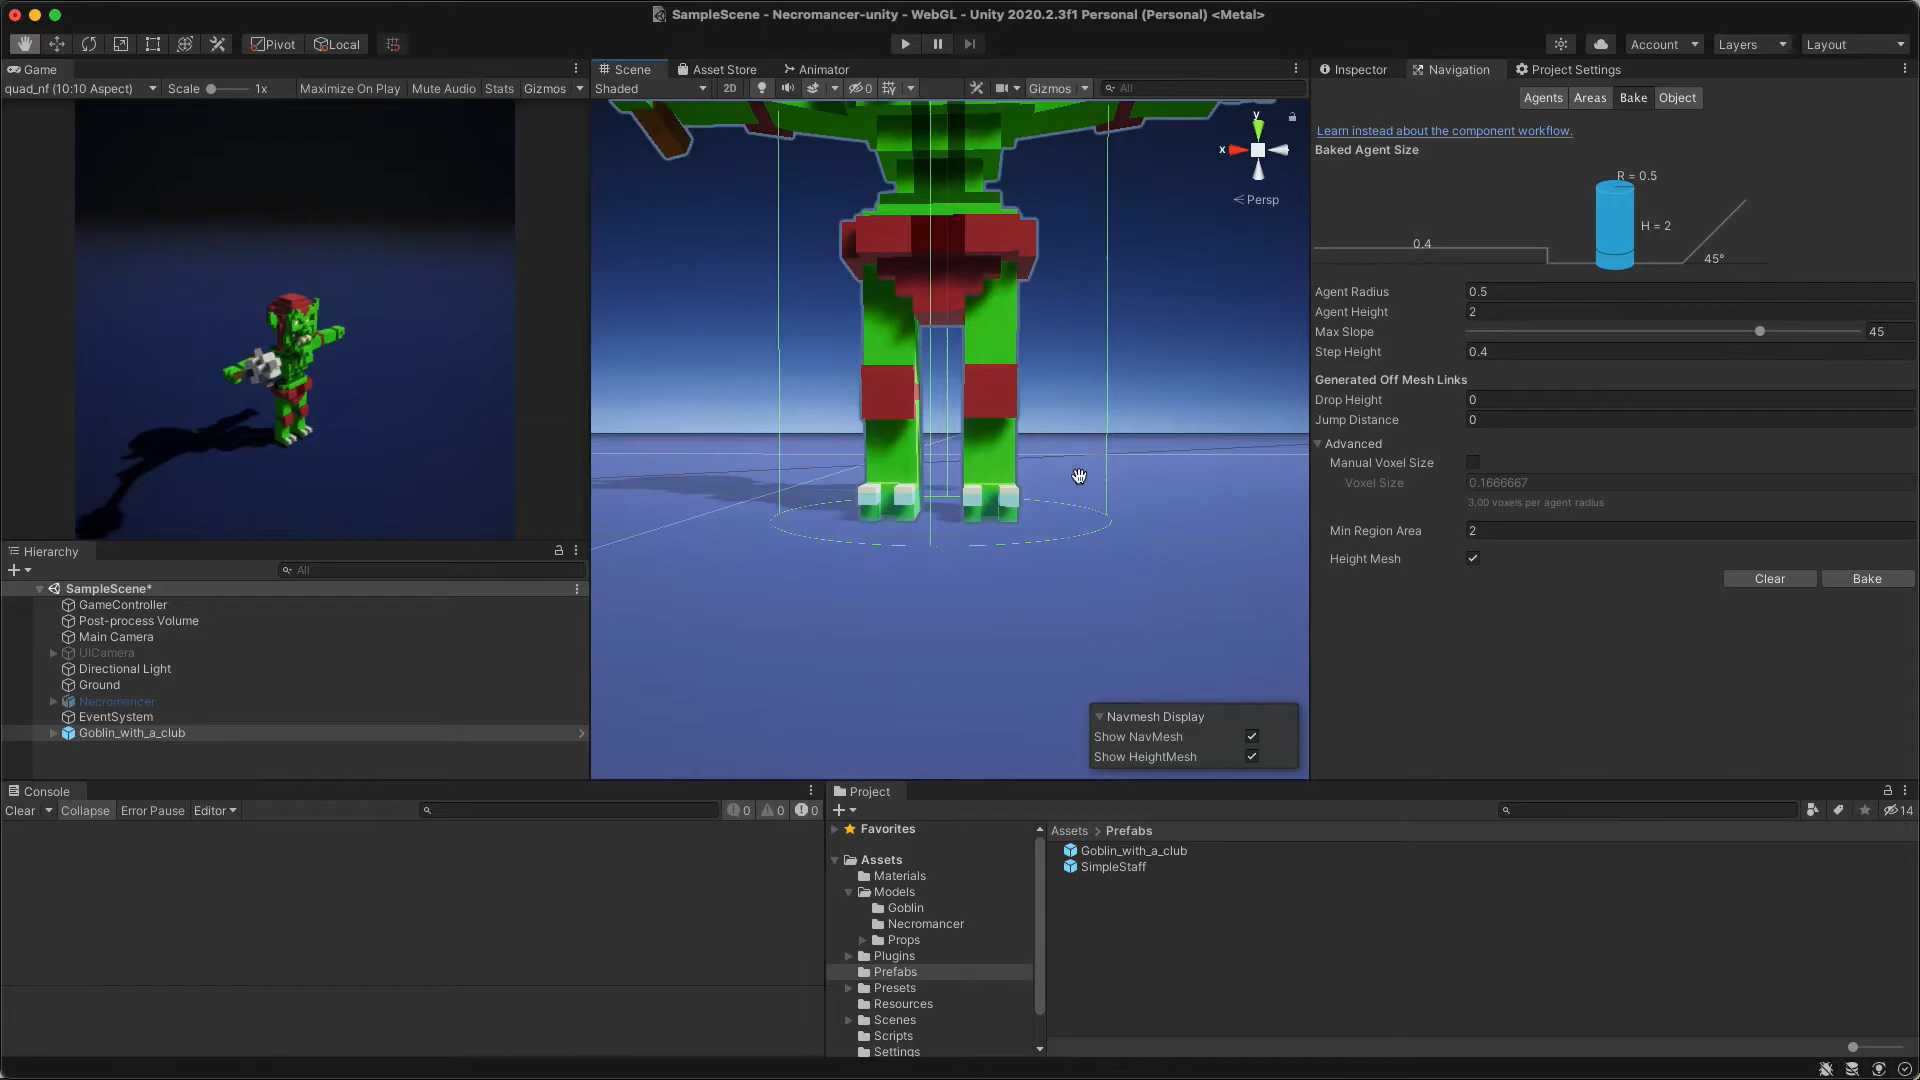 SampleScene - Necromancer-unity - WebGL - Unity 2020.2.3f1 Personal (Personal) <Metal>
Pivot
Local
Account
Layers
Layout
Game
quad_nf (10:10 Aspect)
Scale
1x
Maximize On Play
Mute Audio
Stats
Gizmos
Scene
Asset Store
Animator
Shaded
2D
0
Gizmos
All
y
x
Persp
Navmesh Display
Show NavMesh
Show HeightMesh
Inspector
Navigation
Project Settings
Agents
Areas
Bake
Object
Learn instead about the component workflow.
Baked Agent Size
R = 0.5
H = 2
0.4
45°
Agent Radius 0.5
Agent Height 2
Max Slope 45
Step Height 0.4
Generated Off Mesh Links
Drop Height 0
Jump Distance 0
Advanced
Manual Voxel Size
Voxel Size 0.1666667
3.00 voxels per agent radius
Min Region Area 2
Height Mesh
Clear
Bake
Hierarchy
All
SampleScene*
GameController
Post-process Volume
Main Camera
UICamera
Directional Light
Ground
Necromancer
EventSystem
Goblin_with_a_club
Console
Clear
Collapse
Error Pause
Editor
0
0
0
Project
14
Favorites
Assets
Materials
Models
Goblin
Necromancer
Props
Plugins
Prefabs
Presets
Resources
Scenes
Scripts
Settings
Assets > Prefabs
Goblin_with_a_club
SimpleStaff